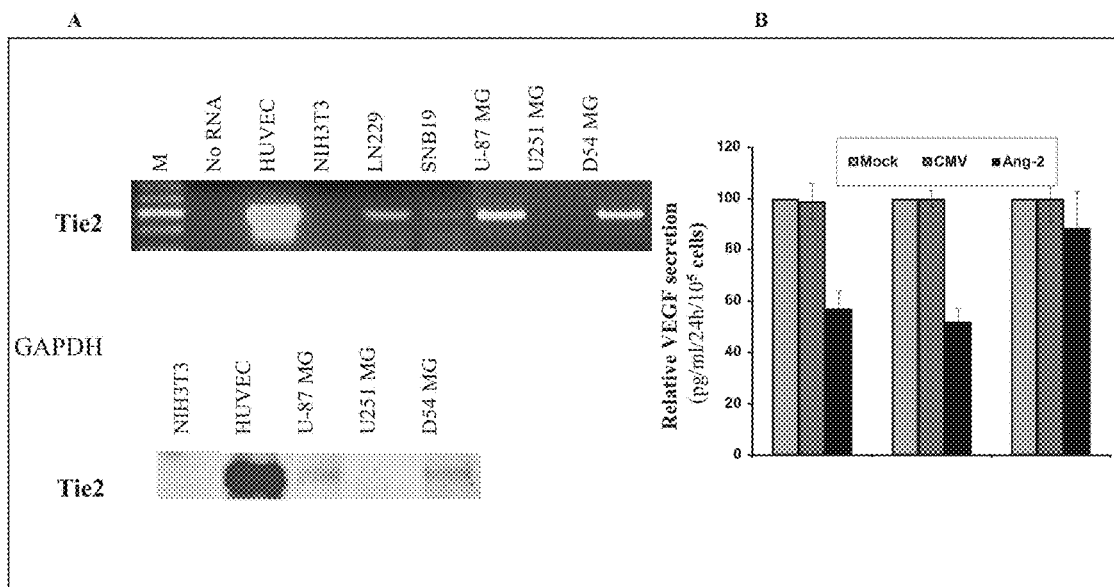 A
B
M
No RNA
HUVEC
NIH3T3
LN229
SNB19
U-87 MG
U251 MG
D54 MG
Tie2
GAPDH
NIH3T3
HUVEC
U-87 MG
U251 MG
D54 MG
Tie2
Mock CMV Ang-2
Relative VEGF secretion
(pg/ml/24h/10⁵ cells)
120
100
80
60
40
20
0